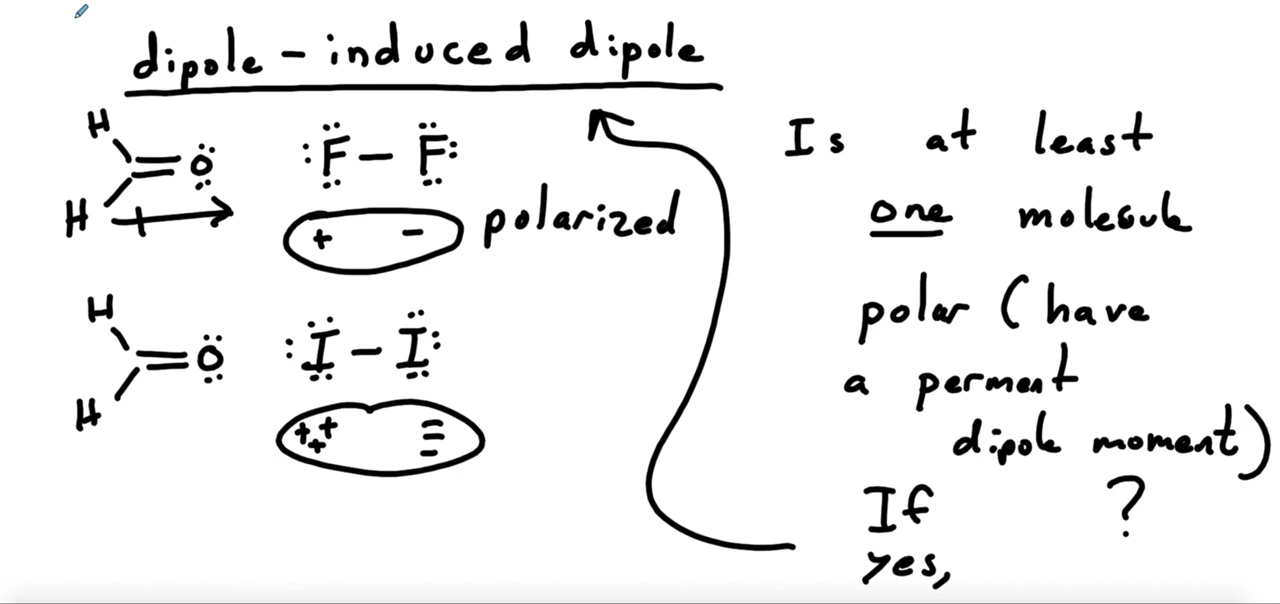 dipole - induced dipole
H
H
O
F - F
+ -
polarized
H
H
O
I - I
+++
Is at least
one molecule
polar (have
a perment
dipole moment)
?
If
yes,